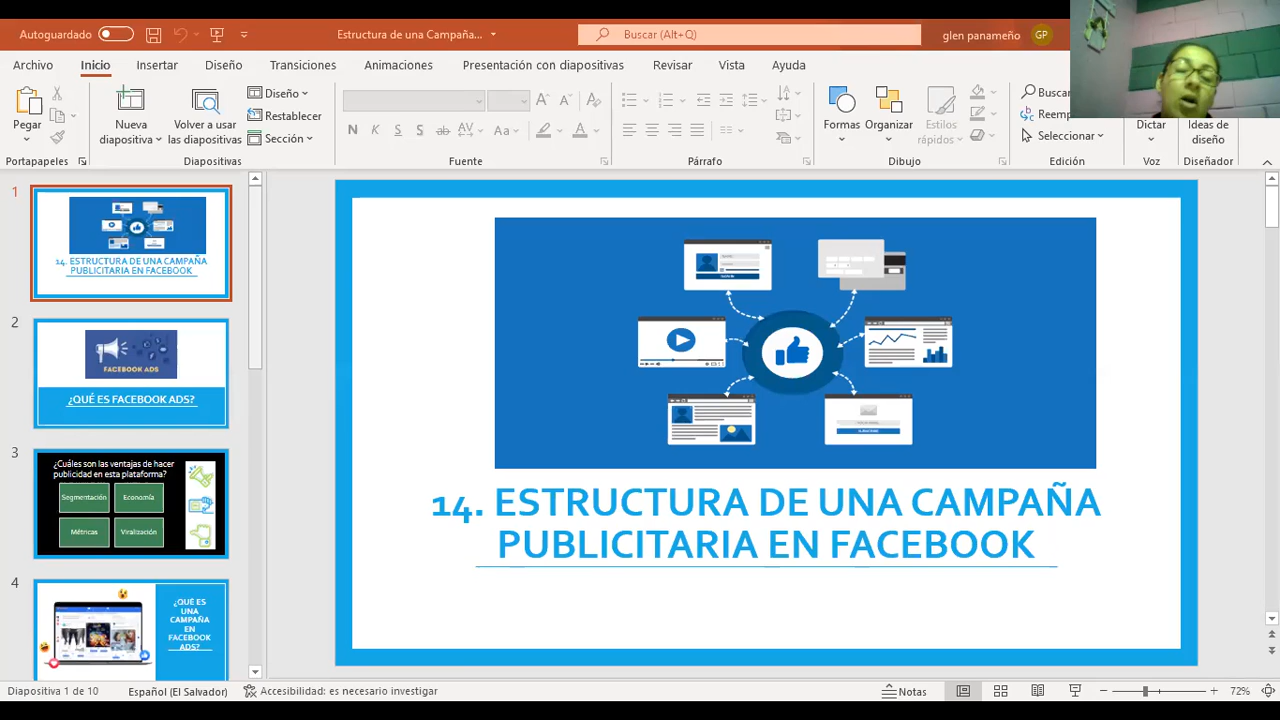 Autoguardado
Estructura de una Campaña...
Buscar (Alt+Q)
glen panameño
GP
Archivo
Inicio
Insertar
Diseño
Transiciones
Animaciones
Presentación con diapositivas
Revisar
Vista
Ayuda
Pegar
Nueva diapositiva
Volver a usar las diapositivas
Diseño
Restablecer
Sección
N K S S ab AV Aa A
Formas
Organizar
Estilos rápidos
Buscar
Reemp
Seleccionar
Dictar
Ideas de diseño
Portapapeles
Diapositivas
Fuente
Párrafo
Dibujo
Edición
Voz
Diseñador
1
14. ESTRUCTURA DE UNA CAMPAÑA
PUBLICITARIA EN FACEBOOK
2
FACEBOOK ADS
¿QUÉ ES FACEBOOK ADS?
3
¿Cuáles son las ventajas de hacer
publicidad en esta plataforma?
Segmentación
Economía
Métricas
Viralización
4
¿QUÉ ES
UNA
CAMPAÑA
EN
FACEBOOK
ADS?
14. ESTRUCTURA DE UNA CAMPAÑA
PUBLICITARIA EN FACEBOOK
Diapositiva 1 de 10
Español (El Salvador)
Accesibilidad: es necesario investigar
Notas
72%